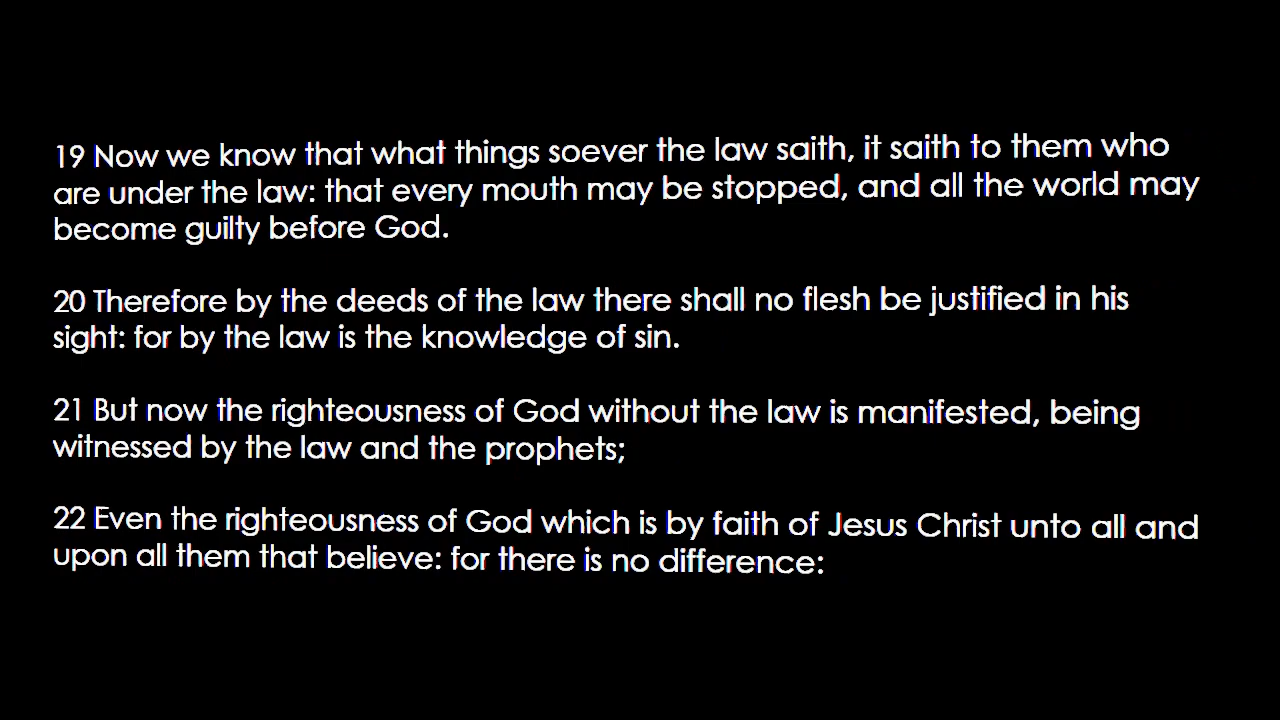 19 Now we know that what things soever the law saith, it saith to them who
are under the law: that every mouth may be stopped, and all the world may
become guilty before God.
20 Therefore by the deeds of the law there shall no flesh be justified in his
sight: for by the law is the knowledge of sin.
21 But now the righteousness of God without the law is manifested, being
witnessed by the law and the prophets;
22 Even the righteousness of God which is by faith of Jesus Christ unto all and
upon all them that believe: for there is no difference: